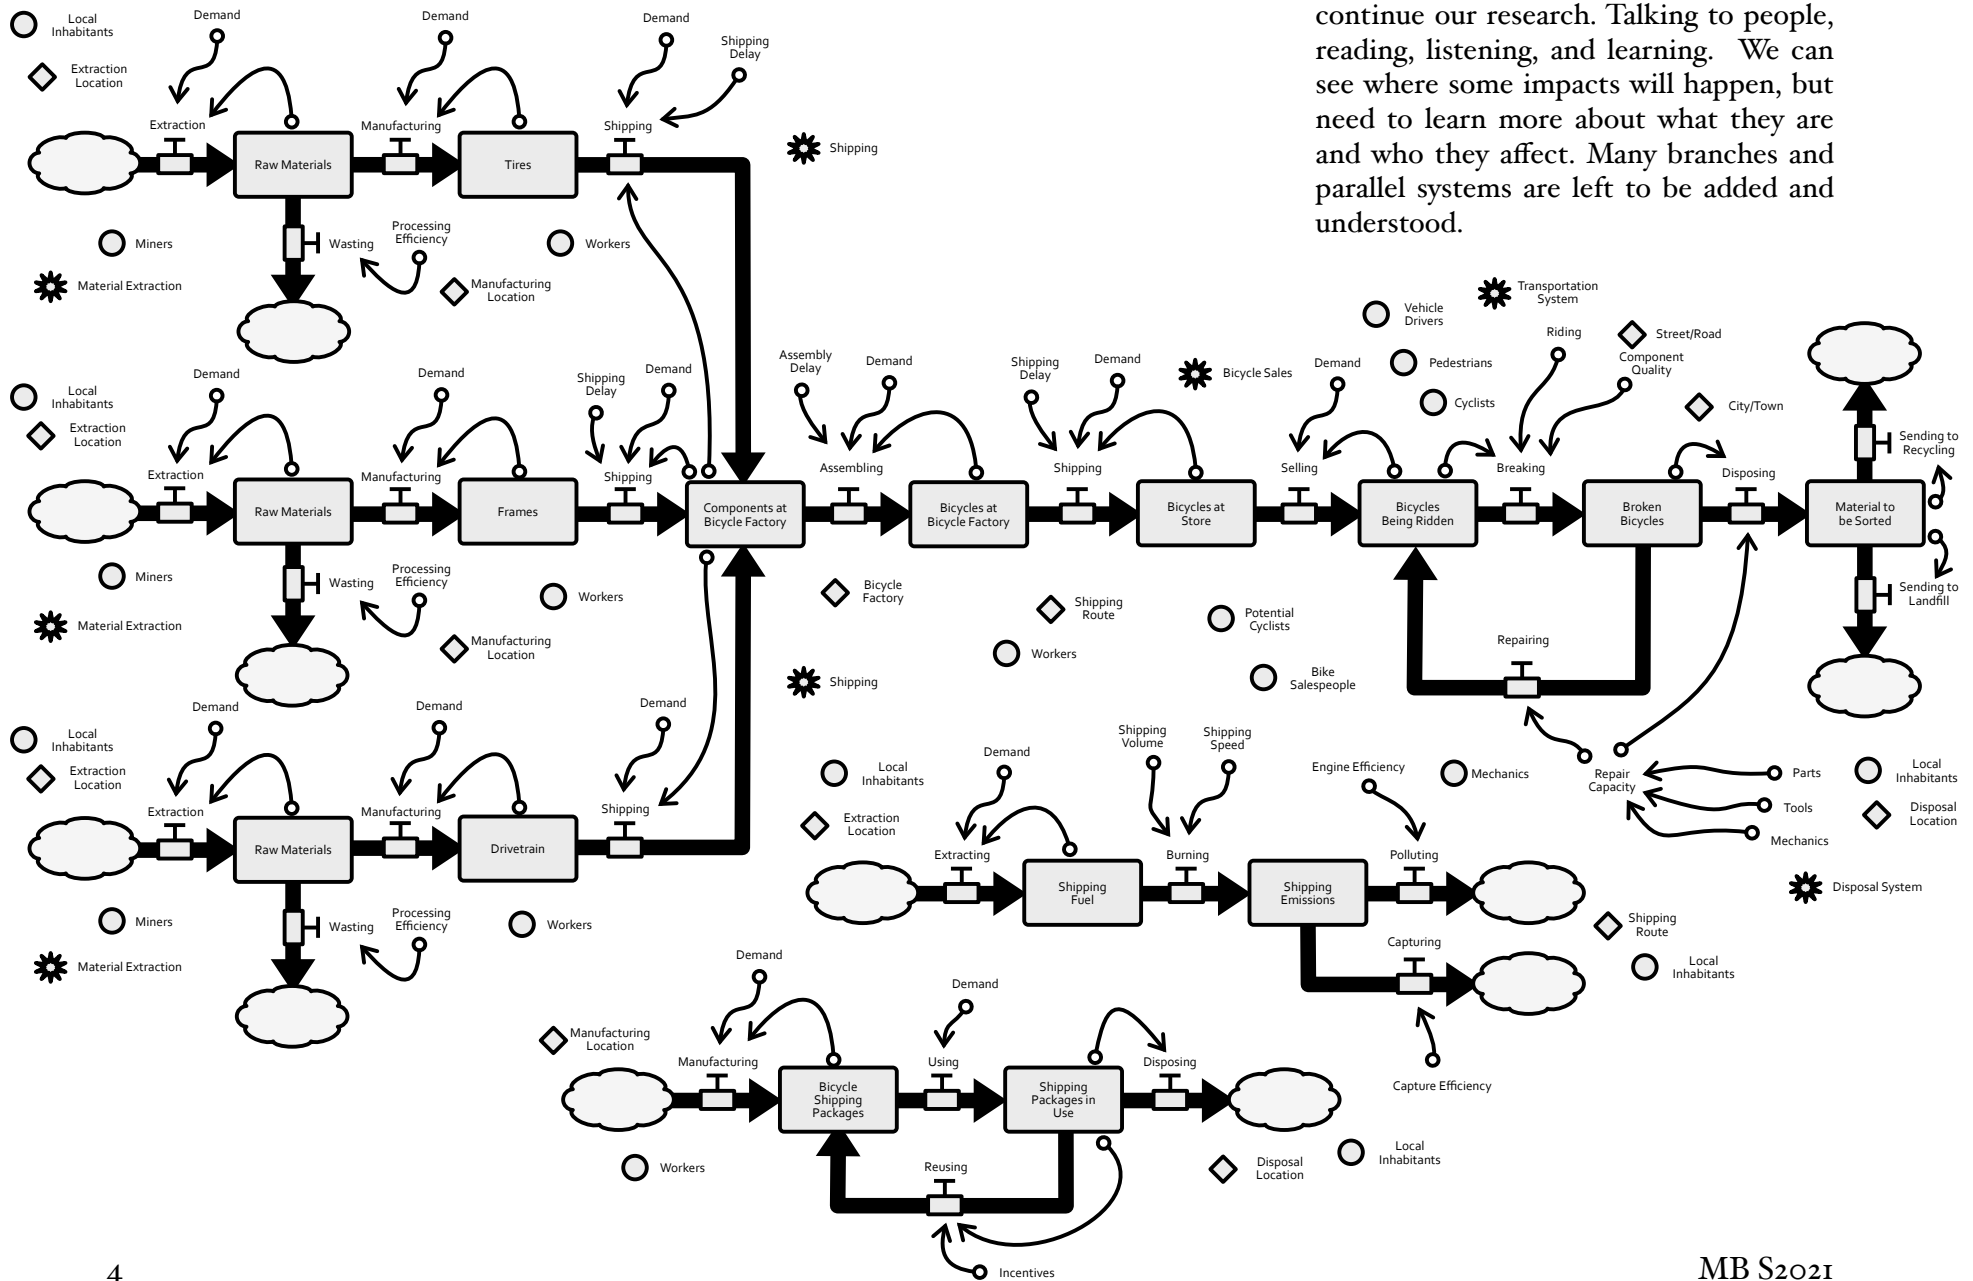 continue our research. Talking to people,
reading, listening, and learning. We can
see where some impacts will happen, but
need to learn more about what they are
and who they affect. Many branches and
parallel systems are left to be added and
understood.
Local
Inhabitants
Demand
Demand
Demand
Shipping
Delay
Extraction
Location
Extraction
Manufacturing
Shipping
Shipping
Raw Materials
Tires
Miners
Wasting
Processing
Efficiency
Workers
Material Extraction
Manufacturing
Location
Local
Inhabitants
Demand
Demand
Shipping
Delay
Demand
Extraction
Location
Extraction
Manufacturing
Shipping
Raw Materials
Frames
Components at
Bicycle Factory
Miners
Wasting
Processing
Efficiency
Workers
Material Extraction
Manufacturing
Location
Assembly
Delay
Demand
Assembling
Bicycles at
Bicycle Factory
Shipping
Delay
Demand
Shipping
Bicycles at
Store
Bicycle Sales
Demand
Selling
Bicycles
Being Ridden
Vehicle
Drivers
Pedestrians
Cyclists
Transportation
System
Riding
Street/Road
Component
Quality
City/Town
Breaking
Broken
Bicycles
Disposing
Material to
be Sorted
Sending to
Recycling
Sending to
Landfill
Bicycle
Factory
Shipping
Route
Workers
Potential
Cyclists
Bike
Salespeople
Repairing
Shipping
Local
Inhabitants
Demand
Demand
Demand
Extraction
Location
Extraction
Manufacturing
Shipping
Raw Materials
Drivetrain
Miners
Wasting
Processing
Efficiency
Workers
Material Extraction
Local
Inhabitants
Demand
Shipping
Volume
Shipping
Speed
Engine Efficiency
Mechanics
Repair
Capacity
Parts
Tools
Mechanics
Local
Inhabitants
Disposal
Location
Disposal System
Extraction
Location
Extracting
Burning
Polluting
Shipping
Fuel
Shipping
Emissions
Shipping
Route
Capturing
Local
Inhabitants
Capture Efficiency
Demand
Demand
Manufacturing
Location
Manufacturing
Using
Disposing
Bicycle
Shipping
Packages
Shipping
Packages in
Use
Workers
Reusing
Disposal
Location
Local
Inhabitants
Incentives
4
MB S2021